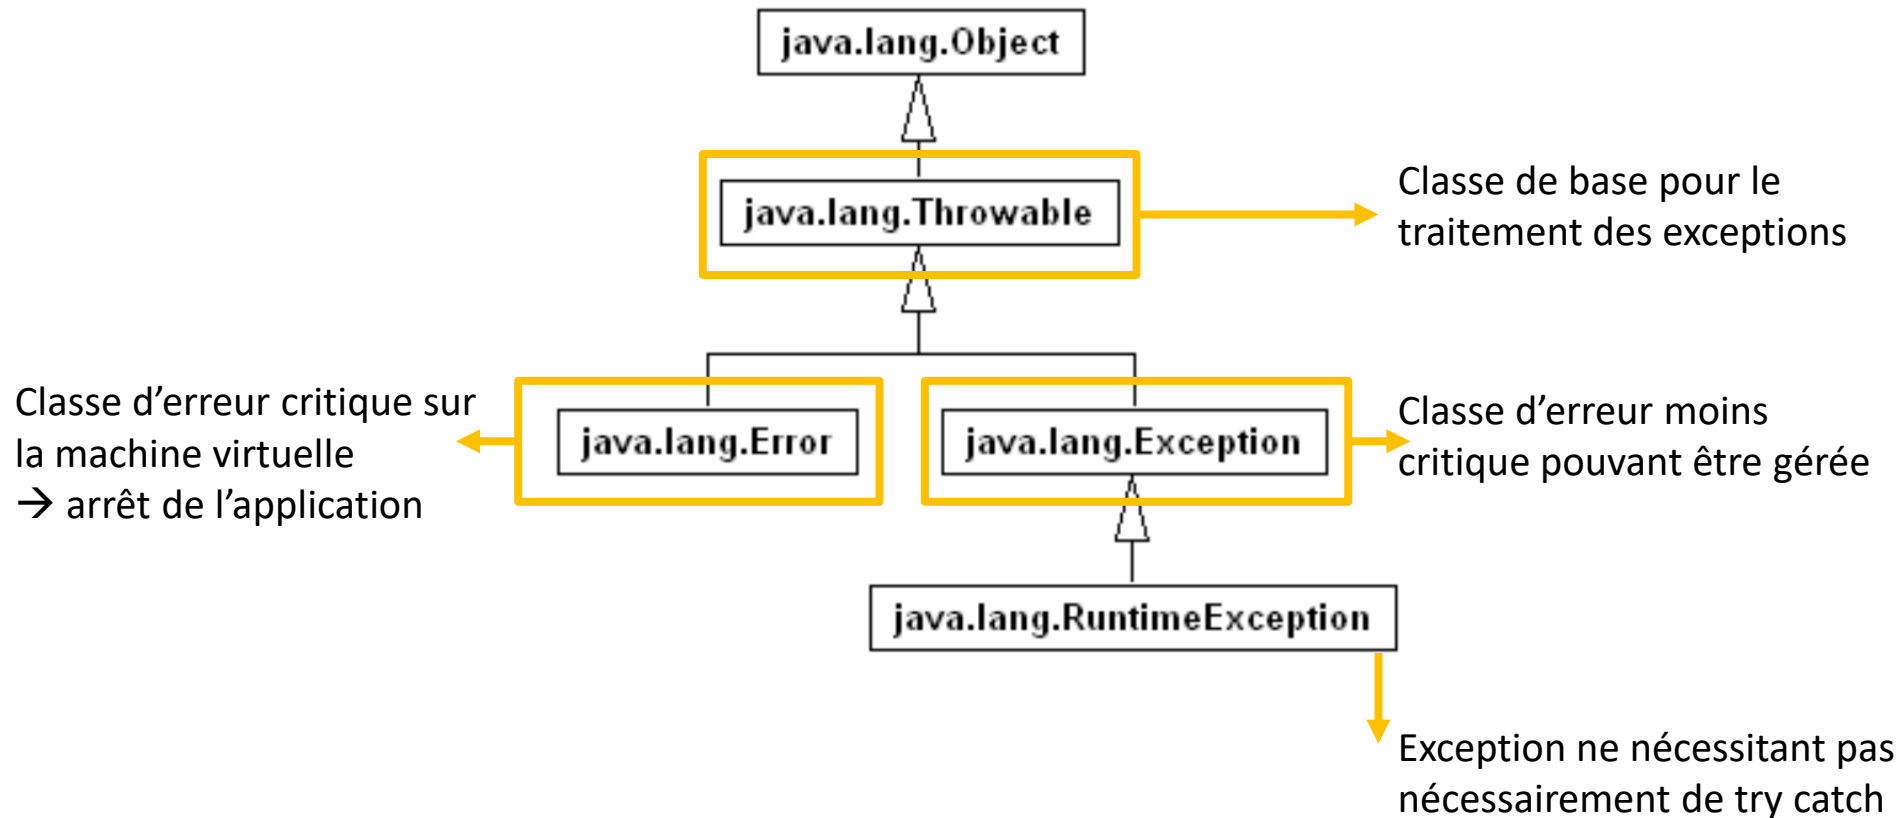 java.lang.Object
java.lang.Throwable
Classe de base pour le
traitement des exceptions
Classe d’erreur critique sur
la machine virtuelle
→ arrêt de l’application
java.lang.Error
java.lang.Exception
Classe d’erreur moins
critique pouvant être gérée
java.lang.RuntimeException
Exception ne nécessitant pas
nécessairement de try catch